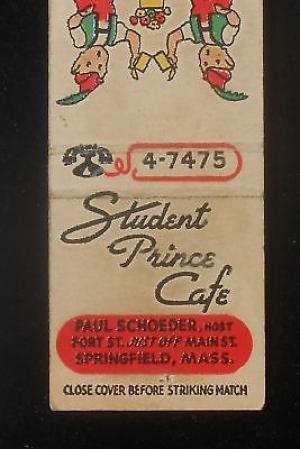 4-7475
Student
Prince
Cafe
PAUL SCHOEDER, HOST
FORT ST. JUST OFF MAIN ST.
SPRINGFIELD, MASS.
CLOSE COVER BEFORE STRIKING MATCH